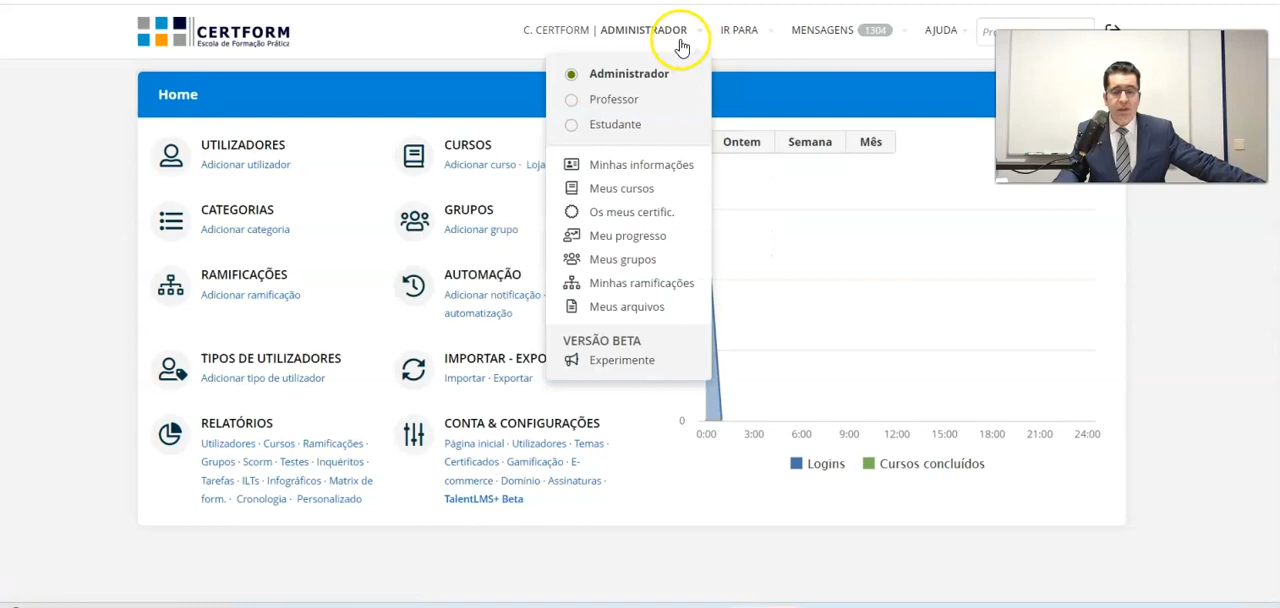 CERTFORM
Escola de Formação Prática
C. CERTFORM | ADMINISTRADOR
IR PARA
MENSAGENS 1304
AJUDA
Home
Administrador
Professor
Estudante
Minhas informações
Meus cursos
Os meus certific.
Meu progresso
Meus grupos
Minhas ramificações
Meus arquivos
VERSÃO BETA
Experimente
UTILIZADORES
Adicionar utilizador
CURSOS
Adicionar curso · Loja
CATEGORIAS
Adicionar categoria
GRUPOS
Adicionar grupo
RAMIFICAÇÕES
Adicionar ramificação
AUTOMAÇÃO
Adicionar notificação ·
automatização
TIPOS DE UTILIZADORES
Adicionar tipo de utilizador
IMPORTAR - EXPO
Importar · Exportar
RELATÓRIOS
Utilizadores · Cursos · Ramificações ·
Grupos · Scorm · Testes · Inquéritos ·
Tarefas · ILTs · Infográficos · Matrix de
form. · Cronologia · Personalizado
CONTA & CONFIGURAÇÕES
Página inicial · Utilizadores · Temas ·
Certificados · Gamificação · E-
commerce · Domínio · Assinaturas ·
TalentLMS+ Beta
Ontem Semana Mês
0
0:00 3:00 6:00 9:00 12:00 15:00 18:00 21:00 24:00
Logins Cursos concluídos